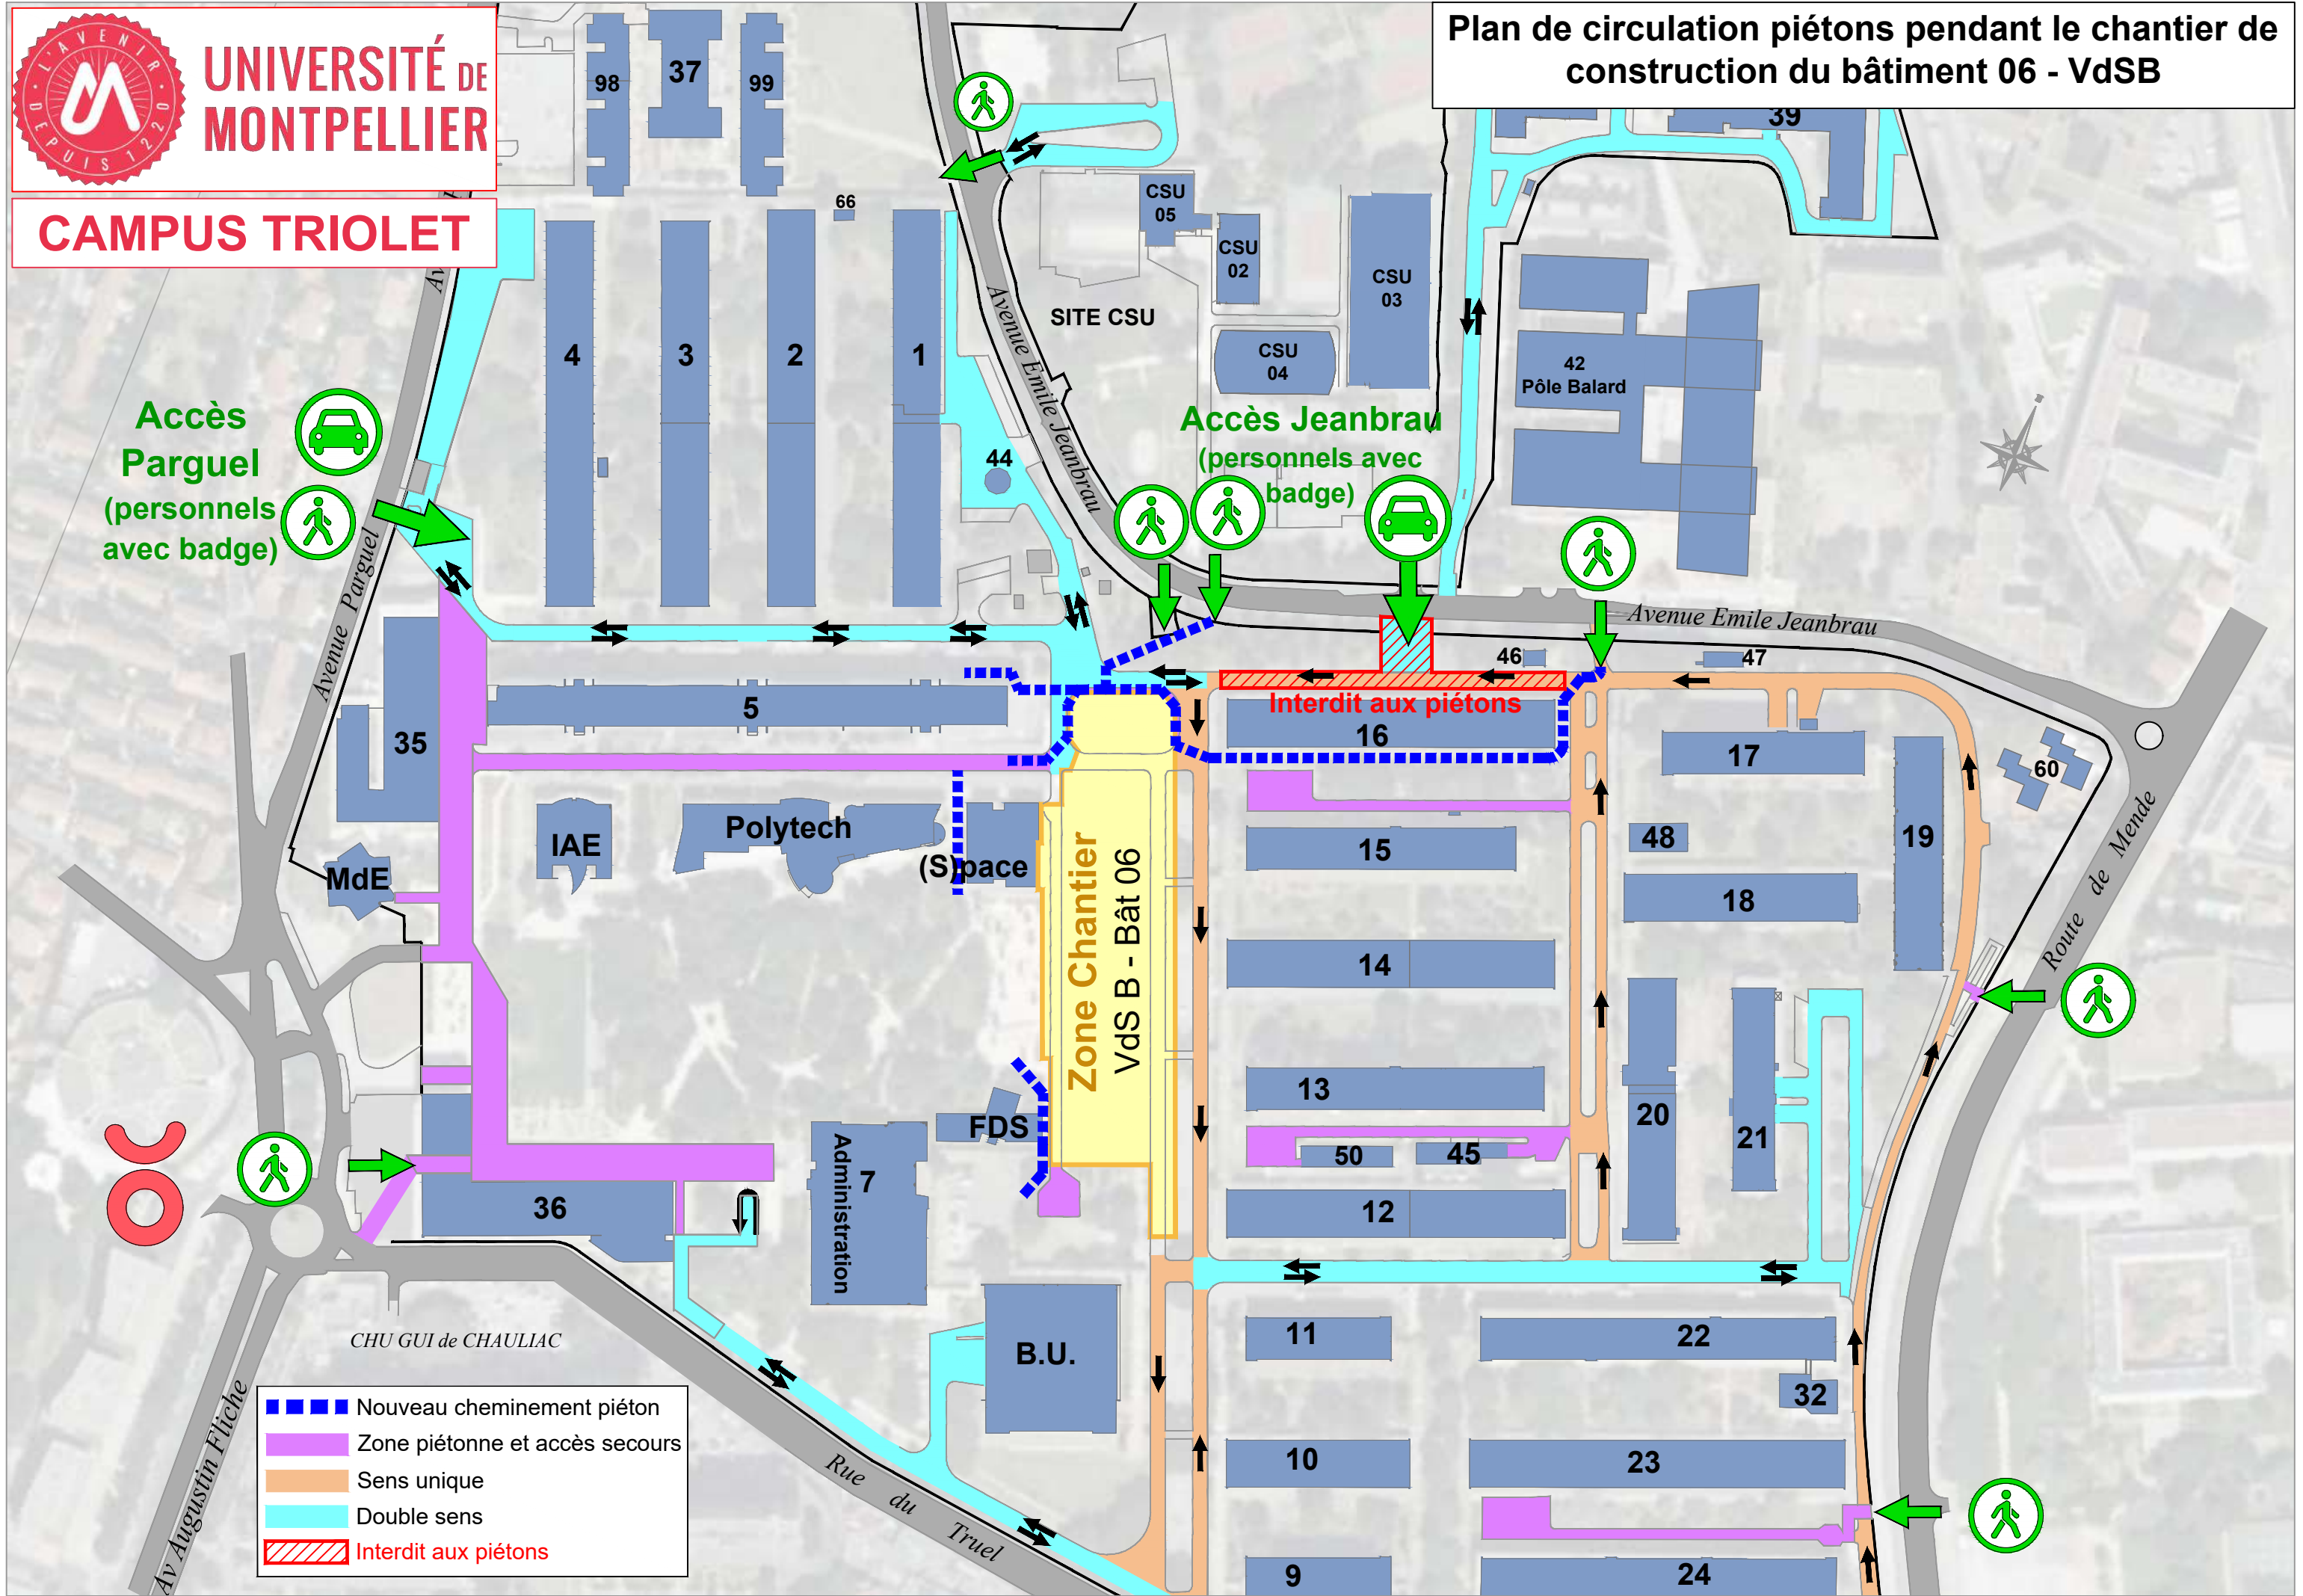 L'AVENIR
DEPUIS 1220
UNIVERSITÉ DE
MONTPELLIER
CAMPUS TRIOLET
Plan de circulation piétons pendant le chantier de
construction du bâtiment 06 - VdSB
98
37
99
39
66
CSU
05
CSU
02
CSU
03
CSU
04
SITE CSU
4
3
2
1
44
42
Pôle Balard
Avenue Emile Jeanbrau
Accès
Parguel
(personnels
avec badge)
Accès Jeanbrau
(personnels avec
badge)
Av
Avenue Parguel
Avenue Emile Jeanbrau
46
47
Interdit aux piétons
5
35
16
17
60
IAE
Polytech
(S)pace
MdE
15
48
19
18
Zone Chantier
VdS B - Bât 06
14
Route de Mende
13
20
21
FDS
Administration
7
50
45
36
12
CHU GUI de CHAULIAC
B.U.
11
22
32
10
23
9
24
Av Augustin Fliche
Rue du Truel
Nouveau cheminement piéton
Zone piétonne et accès secours
Sens unique
Double sens
Interdit aux piétons